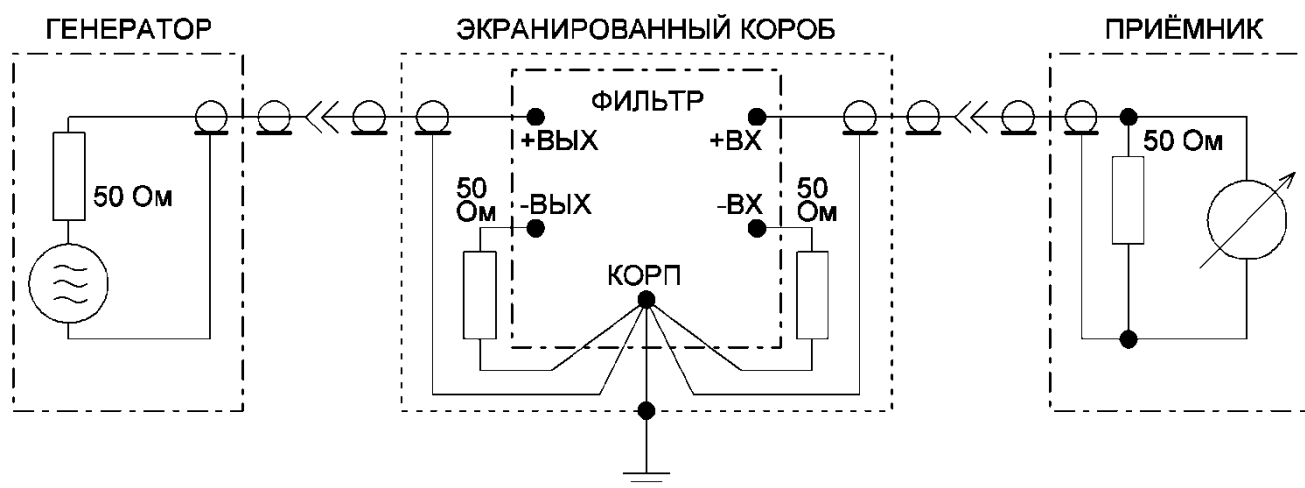 ГЕНЕРАТОР
ЭКРАНИРОВАННЫЙ КОРОБ
ПРИЁМНИК
ФИЛЬТР
+ВЫХ
+ВХ
50 Ом
50 Ом
50
Ом
-ВЫХ
-ВХ
50
Ом
КОРП